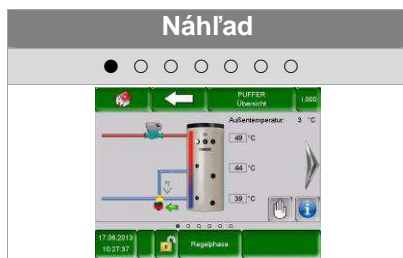 Náhľad
PUFFER
Übersicht
1.000
Außentemperatur: 3 °C
49 °C
44 °C
39 °C
17.06.2013
10:27:37
Regelphase